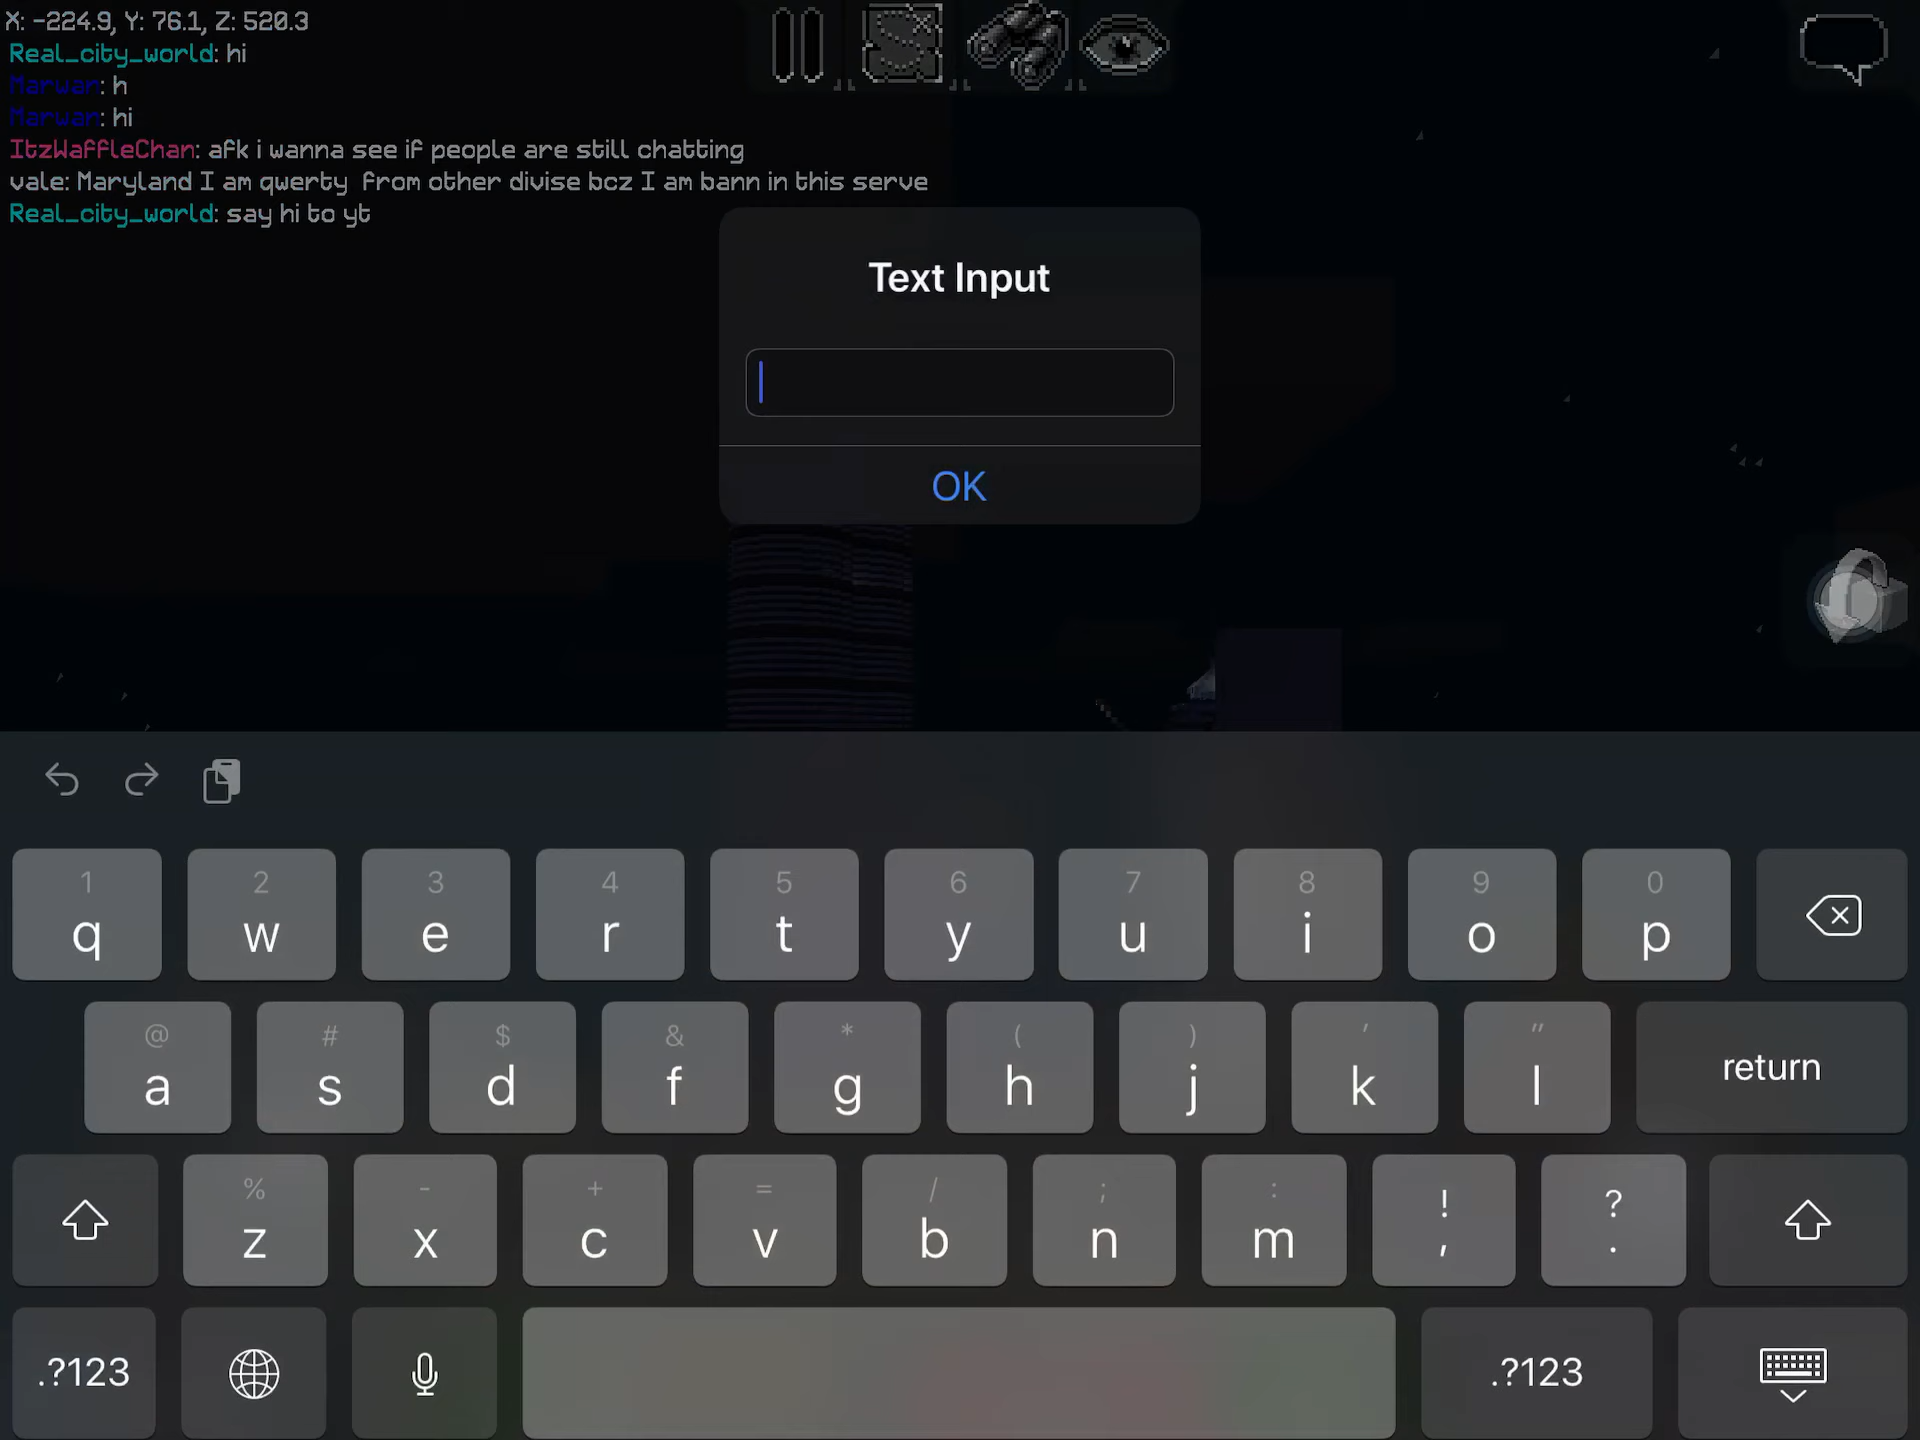 X: -224.9, Y: 76.1, Z: 520.3
Real_city_world: hi
Marwan: h
Marwan: hi
ItzWaffleChan: afk i wanna see if people are still chatting
vale: Maryland I am qwerty  from other divise bcz I am bann in this serve
Real_city_world: say hi to yt
Text Input
OK
1 2 3 4 5 6 7 8 9 0
q w e r t y u i o p
@ # $ & * ( ) ' "
a s d f g h j k l return
% - + = / ; : ! ?
z x c v b n m , .
.?123 .?123